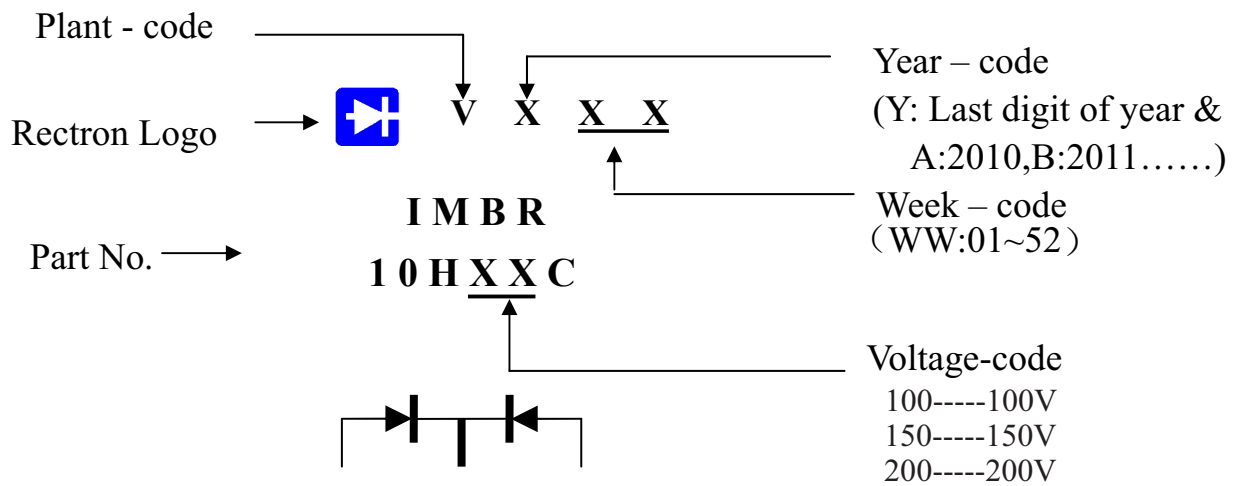 Plant - code
Rectron Logo
V X X X
Year – code
(Y: Last digit of year &
A:2010,B:2011……)
Week – code
（WW:01~52）
Part No.
I M B R
1 0 H X X C
Voltage-code
100-----100V
150-----150V
200-----200V